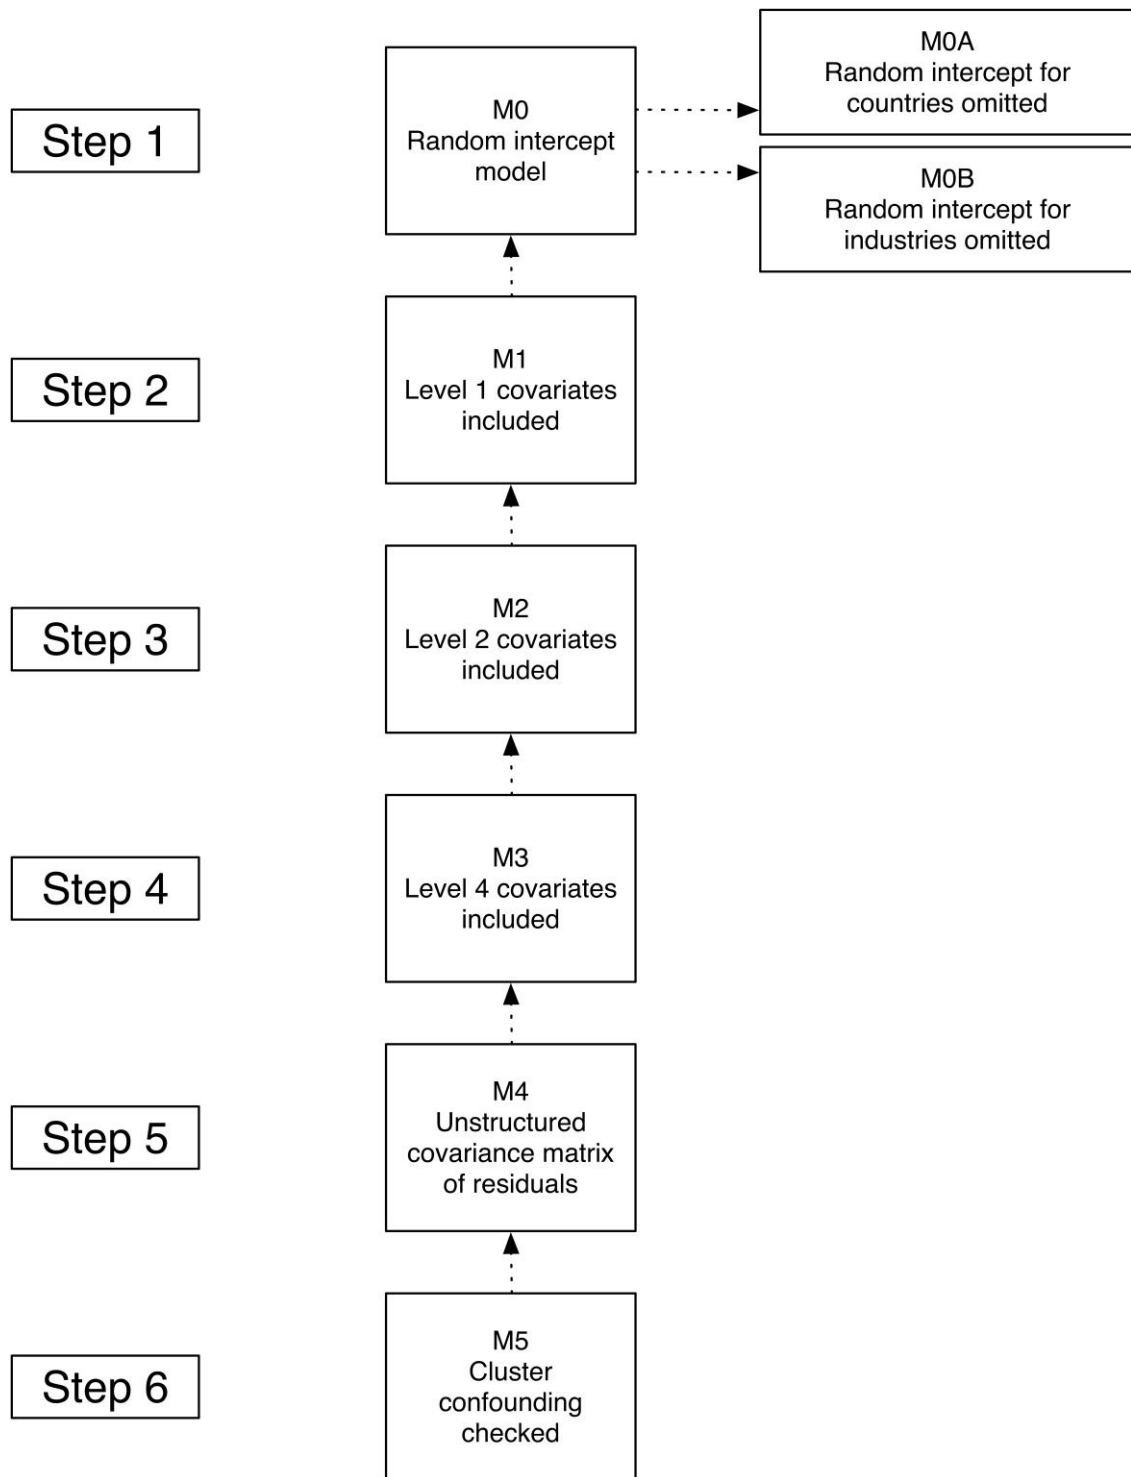 Step 1
M0
Random intercept
model
M0A
Random intercept for
countries omitted
M0B
Random intercept for
industries omitted
Step 2
M1
Level 1 covariates
included
Step 3
M2
Level 2 covariates
included
Step 4
M3
Level 4 covariates
included
Step 5
M4
Unstructured
covariance matrix
of residuals
Step 6
M5
Cluster
confounding
checked